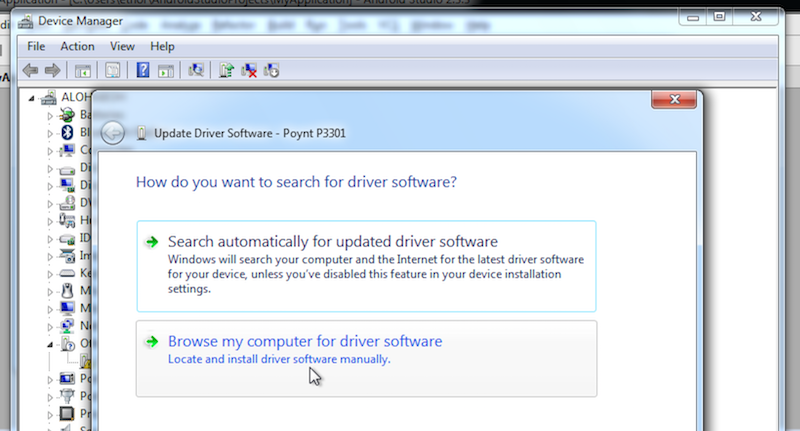 Device Manager
File Action View Help
ALOH
Update Driver Software - Poynt P3301
How do you want to search for driver software?
Search automatically for updated driver software
Windows will search your computer and the Internet for the latest driver software
for your device, unless you've disabled this feature in your device installation
settings.
Browse my computer for driver software
Locate and install driver software manually.